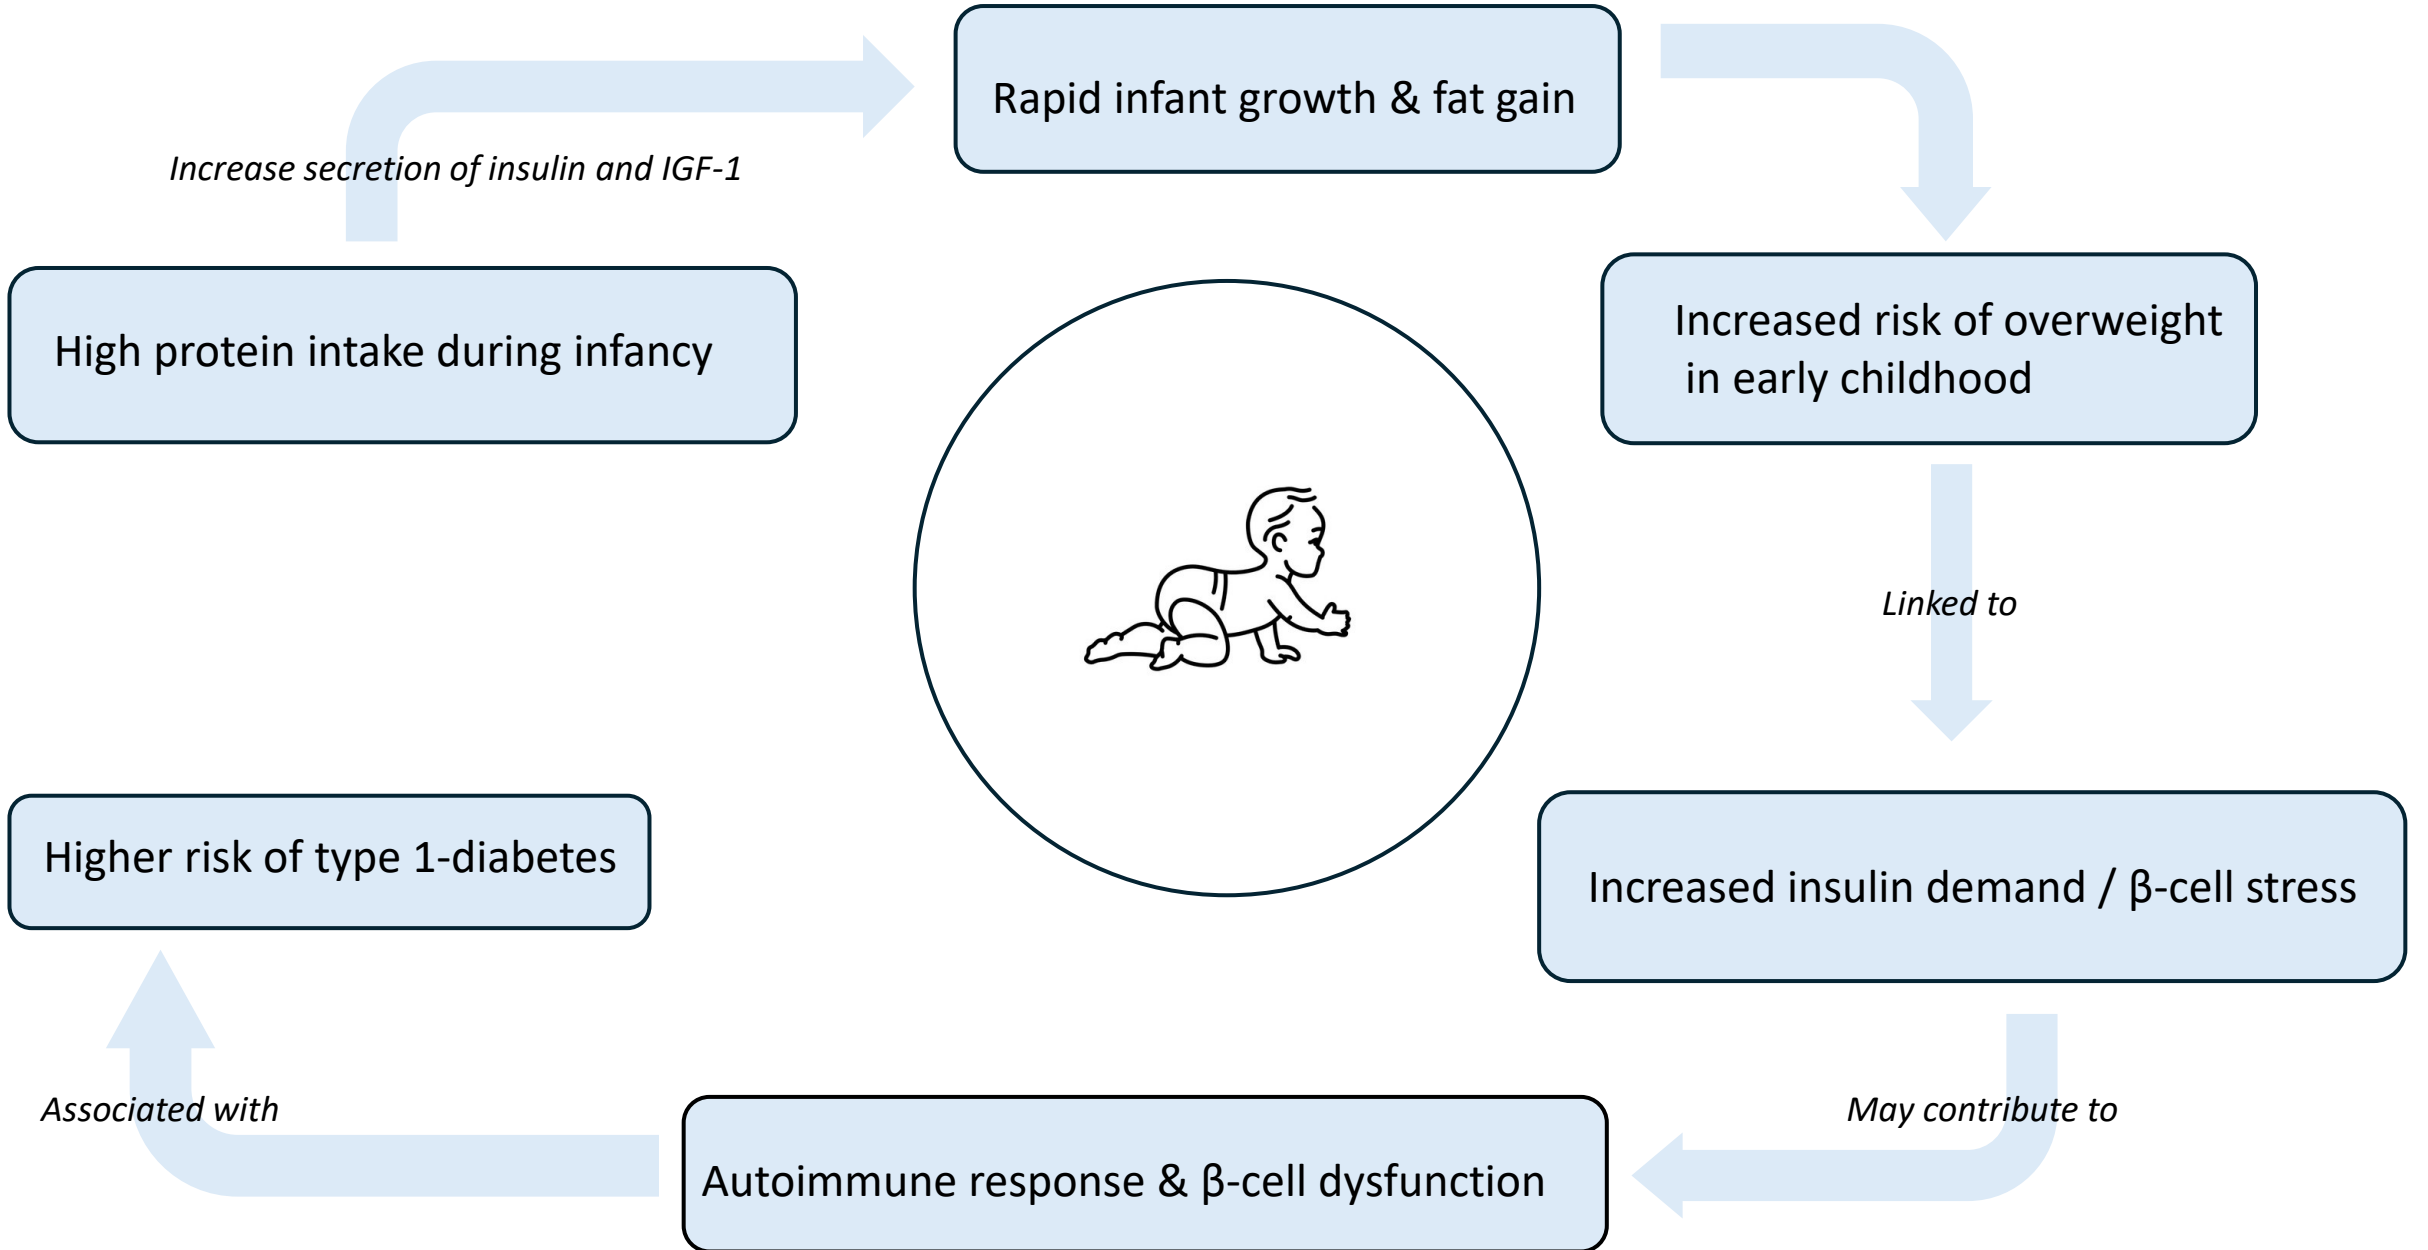 Rapid infant growth & fat gain
Increase secretion of insulin and IGF-1
High protein intake during infancy
Increased risk of overweight
in early childhood
Linked to
Higher risk of type 1-diabetes
Increased insulin demand / β-cell stress
Associated with
May contribute to
Autoimmune response & β-cell dysfunction